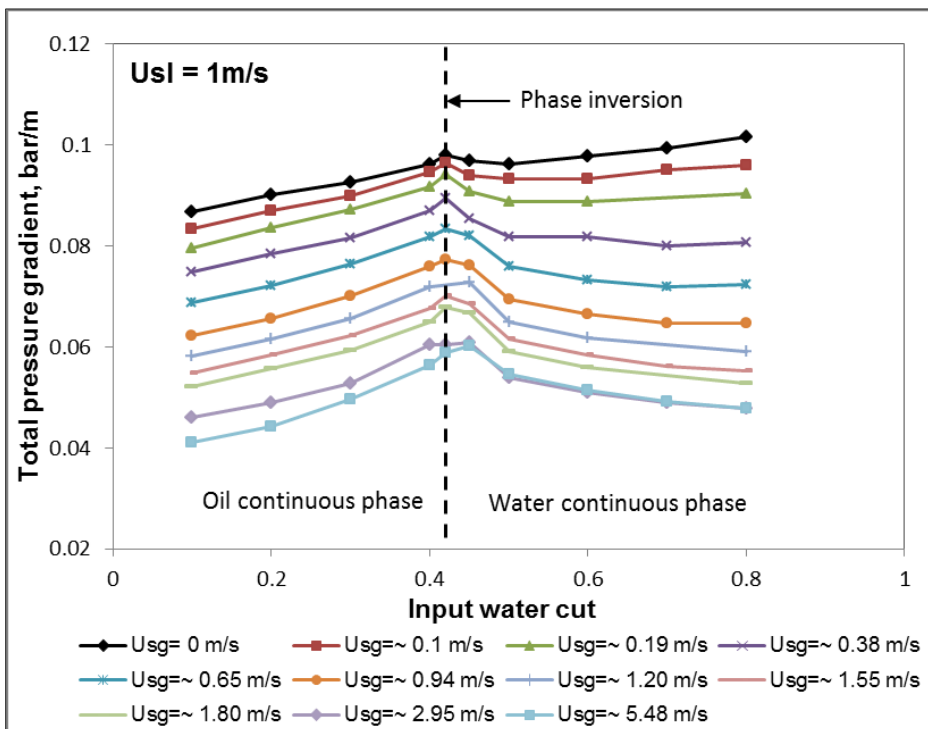 Usl = 1m/s
Phase inversion
Total pressure gradient, bar/m
0.12
0.1
0.08
0.06
0.04
0.02
Oil continuous phase
Water continuous phase
0
0.2
0.4
0.6
0.8
1
Input water cut
Usg= 0 m/s
Usg=~ 0.1 m/s
Usg=~ 0.19 m/s
Usg=~ 0.38 m/s
Usg=~ 0.65 m/s
Usg=~ 0.94 m/s
Usg=~ 1.20 m/s
Usg=~ 1.55 m/s
Usg=~ 1.80 m/s
Usg=~ 2.95 m/s
Usg=~ 5.48 m/s